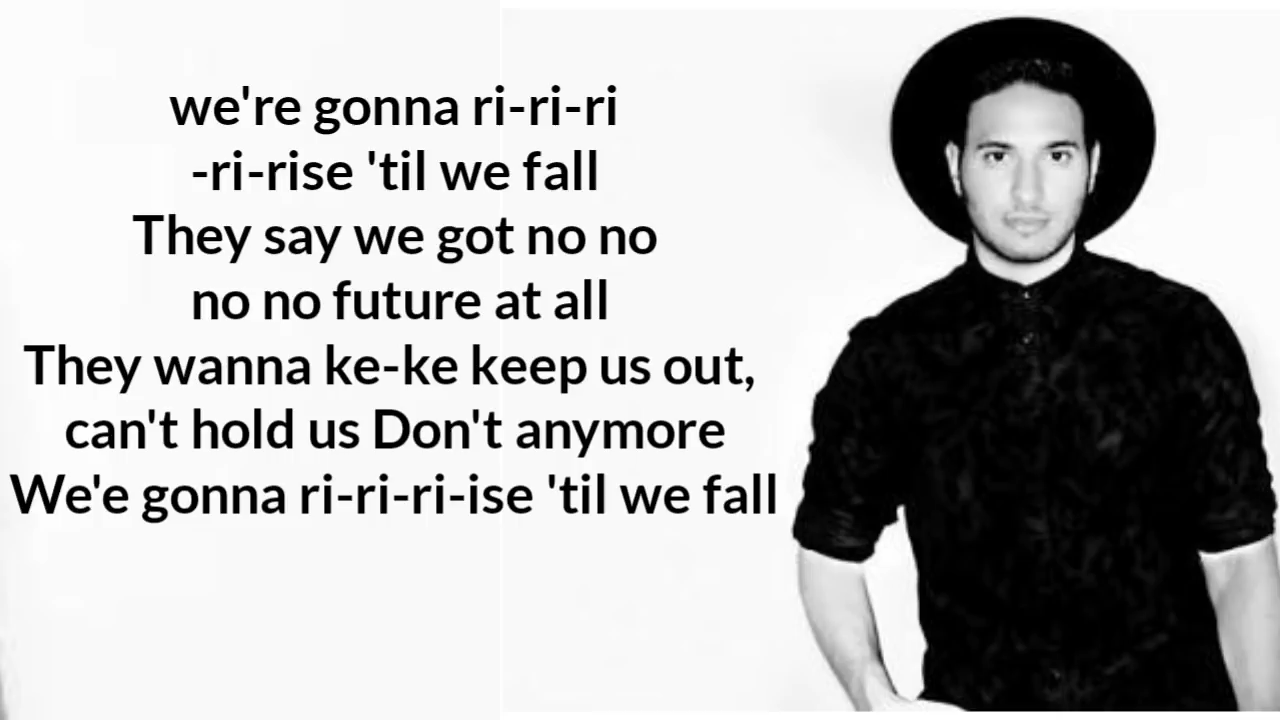 we're gonna ri-ri-ri
-ri-rise 'til we fall
They say we got no no
no no future at all
They wanna ke-ke keep us out,
can't hold us Don't anymore
We'e gonna ri-ri-ri-ise 'til we fall